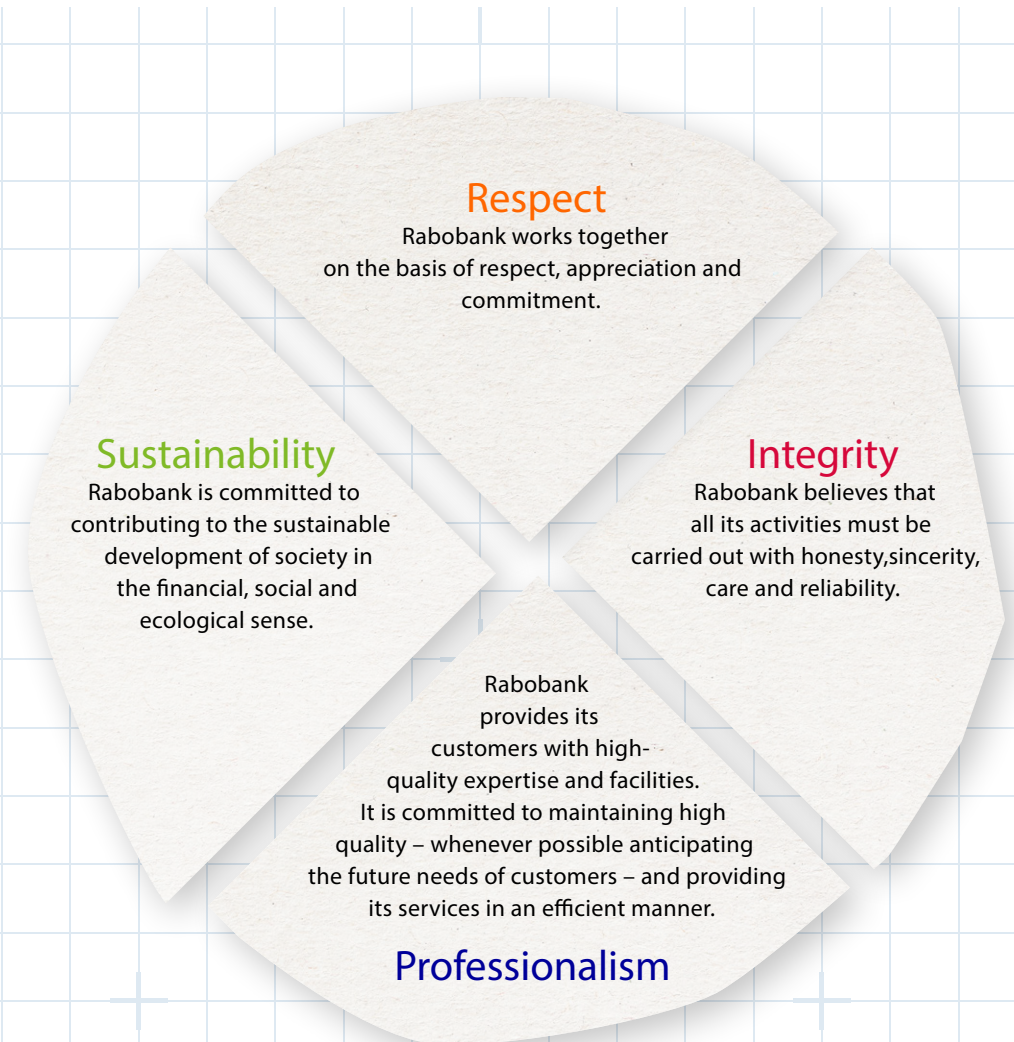 Respect
Rabobank works together
on the basis of respect, appreciation and
commitment.
Sustainability
Rabobank is committed to
contributing to the sustainable
development of society in
the financial, social and
ecological sense.
Integrity
Rabobank believes that
all its activities must be
carried out with honesty,sincerity,
care and reliability.
Rabobank
provides its
customers with high-
quality expertise and facilities.
It is committed to maintaining high
quality – whenever possible anticipating
the future needs of customers – and providing
its services in an efficient manner.
Professionalism